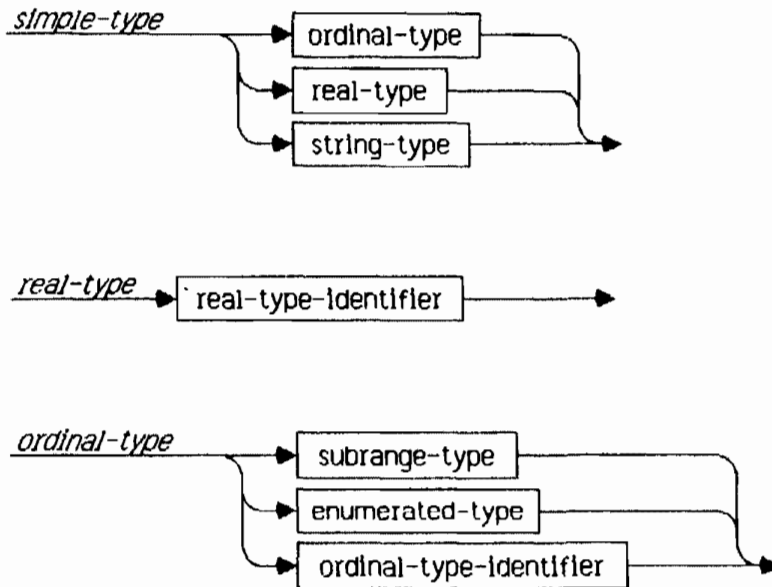 simple-type
ordinal-type
real-type
string-type
real-type
real-type-identifier
ordinal-type
subrange-type
enumerated-type
ordinal-type-identifier